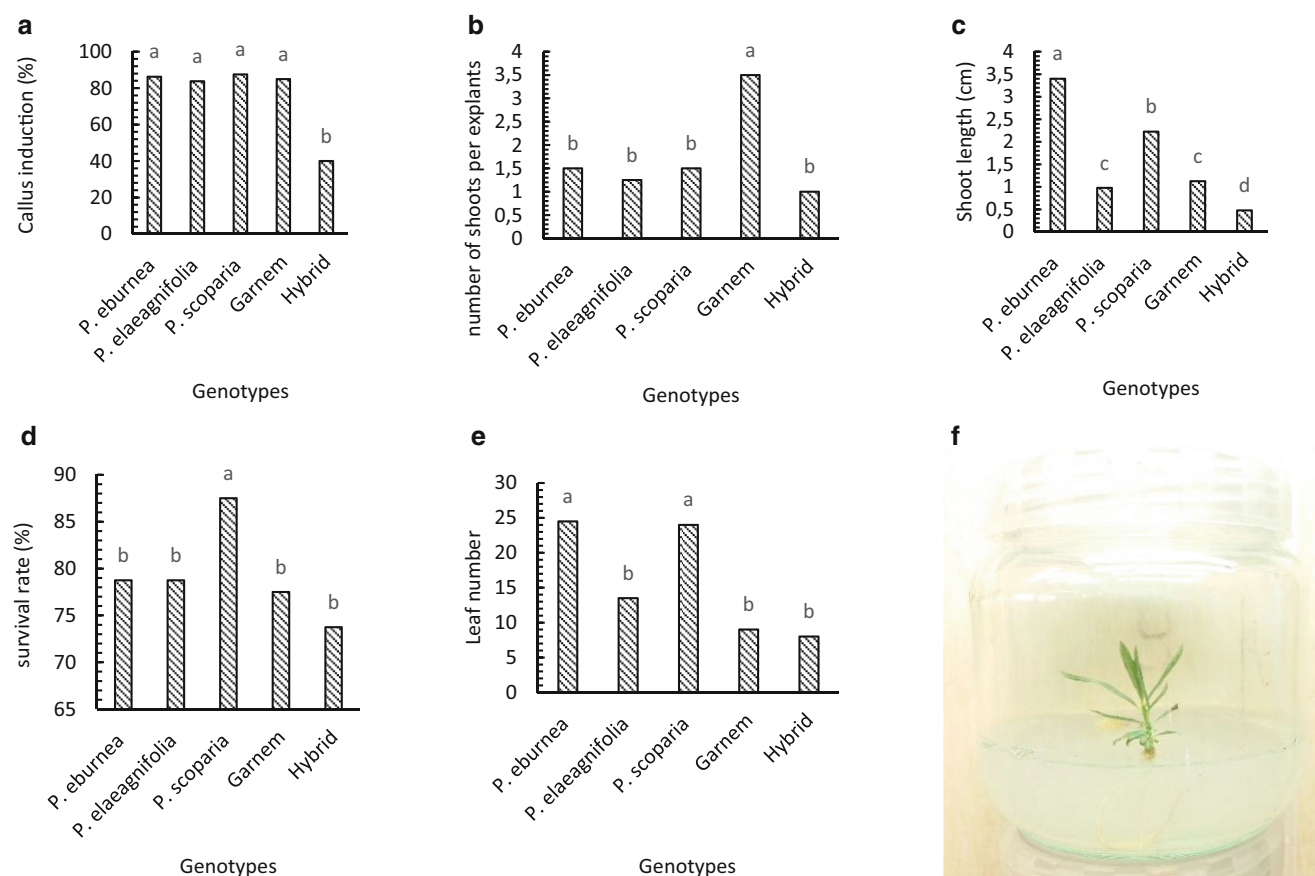 a
Callus induction (%)
100
80
60
40
20
0
a
a
a
a
b
P. eburnea
P. elaeagnifolia
P. scoparia
Garnem
Hybrid
Genotypes
b
number of shoots per explants
4
3,5
3
2,5
2
1,5
1
0,5
0
b
b
b
a
b
P. eburnea
P. elaeagnifolia
P. scoparia
Garnem
Hybrid
Genotypes
c
Shoot length (cm)
4
3,5
3
2,5
2
1,5
1
0,5
0
a
c
b
c
d
P. eburnea
P. elaeagnifolia
P. scoparia
Garnem
Hybrid
Genotypes
d
survival rate (%)
90
85
80
75
70
65
b
b
a
b
b
P. eburnea
P. elaeagnifolia
P. scoparia
Garnem
Hybrid
Genotypes
e
Leaf number
30
25
20
15
10
5
0
a
b
a
b
b
P. eburnea
P. elaeagnifolia
P. scoparia
Garnem
Hybrid
Genotypes
f